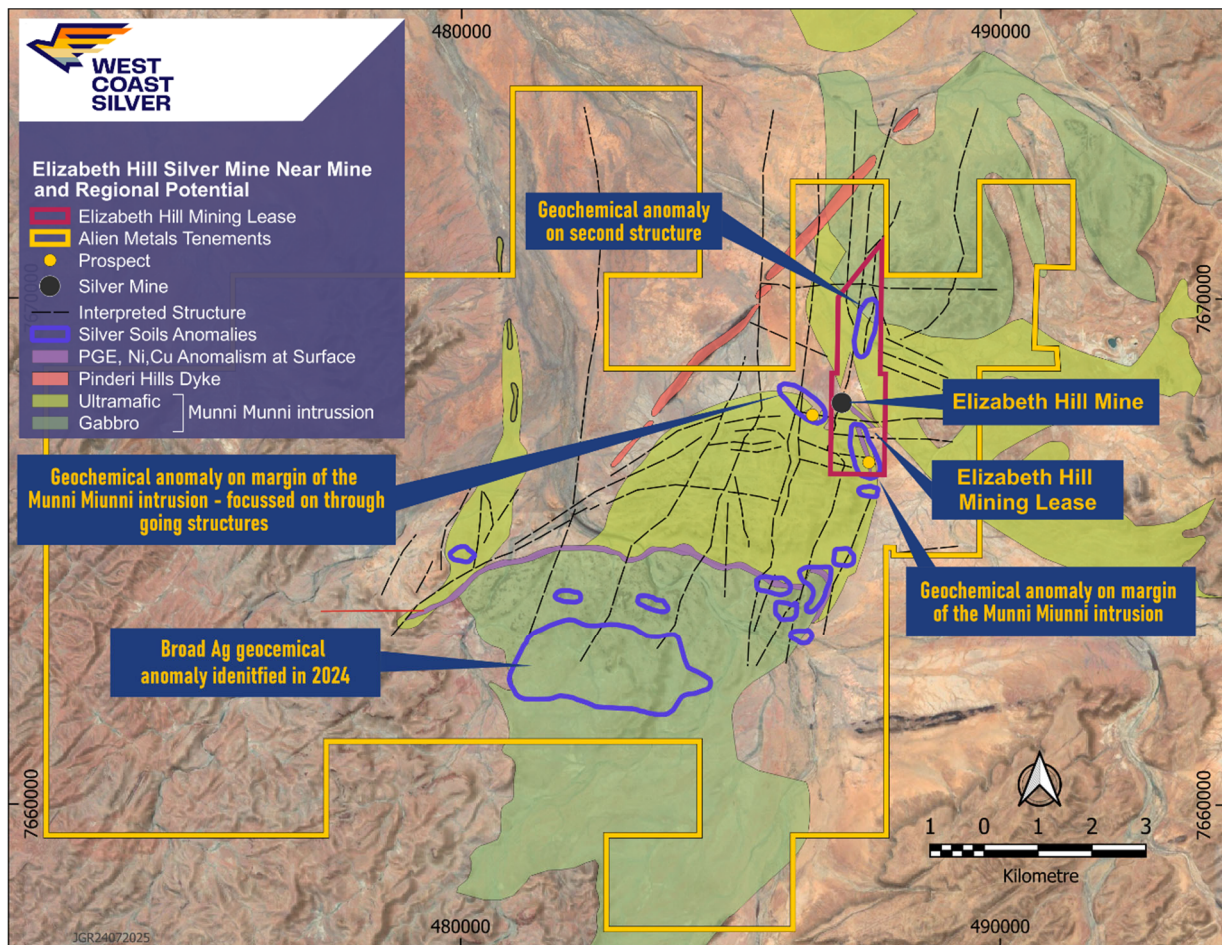 480000
490000
WEST
COAST
SILVER
Elizabeth Hill Silver Mine Near Mine
and Regional Potential
Elizabeth Hill Mining Lease
Alien Metals Tenements
Prospect
Silver Mine
Interpreted Structure
Silver Soils Anomalies
PGE, Ni,Cu Anomalism at Surface
Pinderi Hills Dyke
Ultramafic
Gabbro
Munni Munni intrussion
7670000
7670000
Geochemical anomaly
on second structure
Elizabeth Hill Mine
Elizabeth Hill
Mining Lease
Geochemical anomaly on margin of the
Munni Miunni intrusion - focussed on through
going structures
Geochemical anomaly on margin
of the Munni Miunni intrusion
Broad Ag geocemical
anomaly idenitfied in 2024
7660000
7660000
1 0 1 2 3
Kilometre
480000
490000
JGR24072025